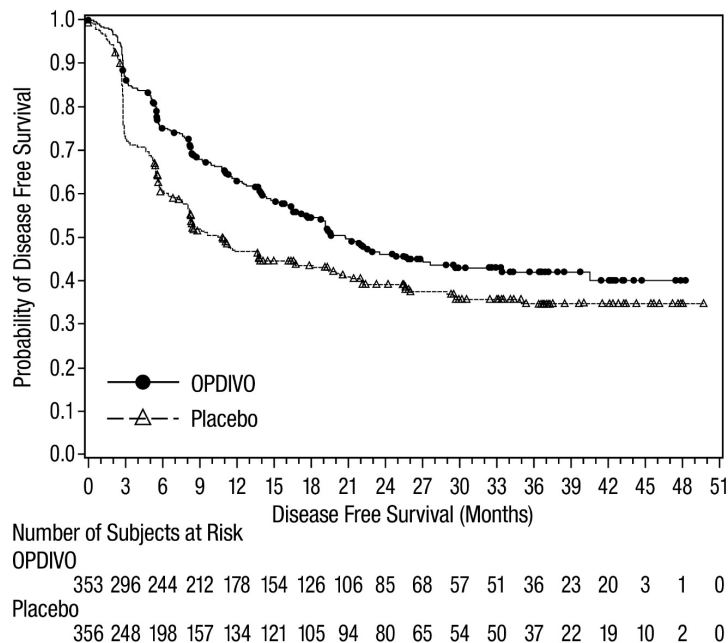 Probability of Disease Free Survival
1.0
0.9
0.8
0.7
0.6
0.5
0.4
0.3
0.2
0.1
0.0
OPDIVO
Placebo
0 3 6 9 12 15 18 21 24 27 30 33 36 39 42 45 48 51
Disease Free Survival (Months)
Number of Subjects at Risk
OPDIVO
353 296 244 212 178 154 126 106 85 68 57 51 36 23 20 3 1 0
Placebo
356 248 198 157 134 121 105 94 80 65 54 50 37 22 19 10 2 0